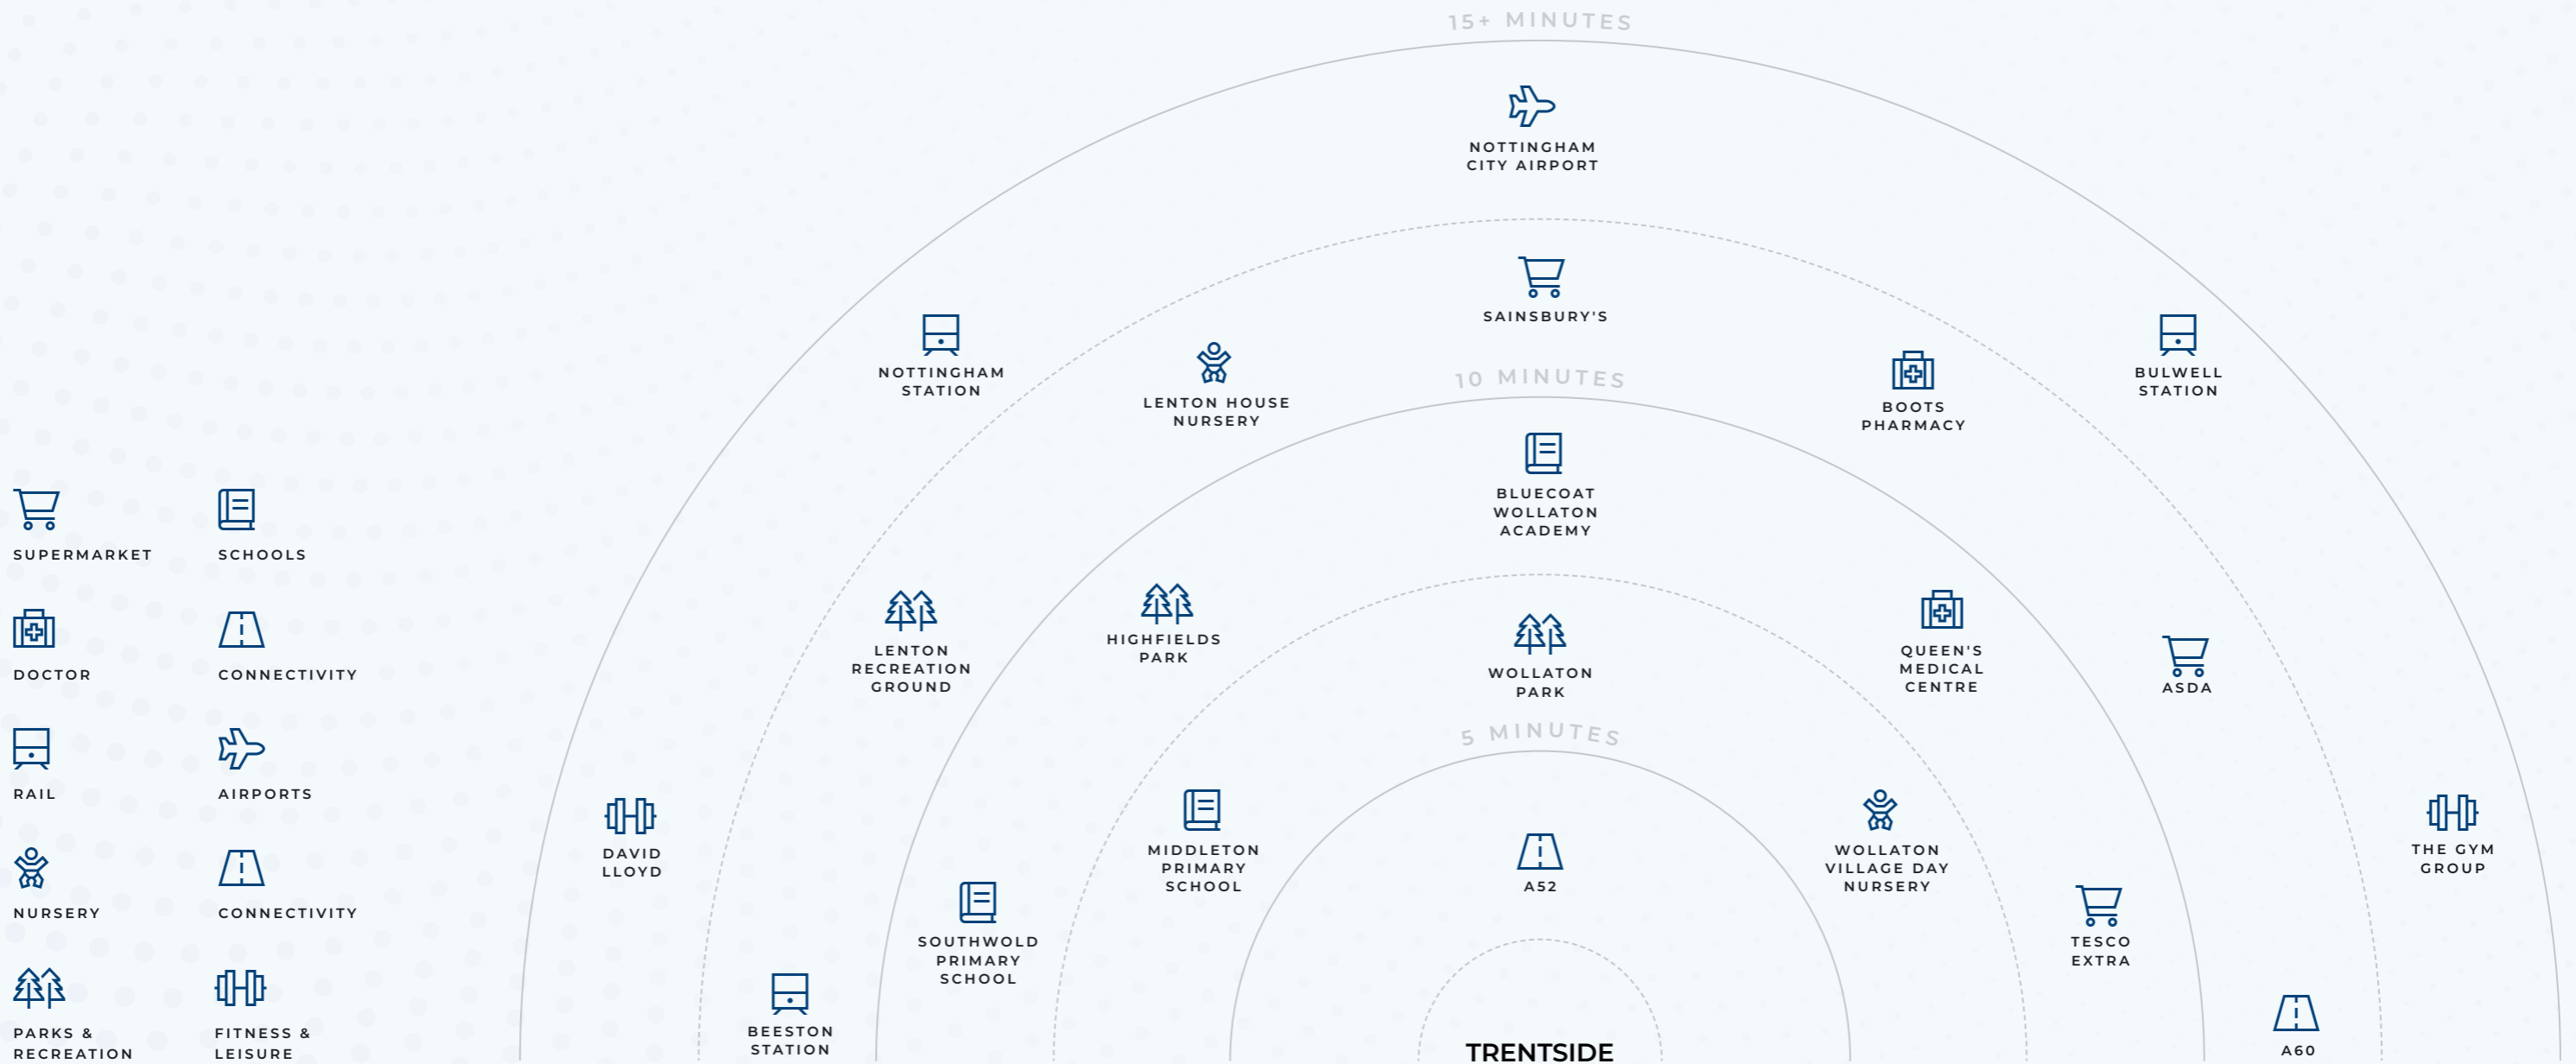 15+ MINUTES
NOTTINGHAM
CITY AIRPORT
SAINSBURY'S
NOTTINGHAM
STATION
LENTON HOUSE
NURSERY
10 MINUTES
BOOTS
PHARMACY
BULWELL
STATION
BLUECOAT
WOLLATON
ACADEMY
SUPERMARKET
SCHOOLS
DOCTOR
CONNECTIVITY
RAIL
AIRPORTS
NURSERY
CONNECTIVITY
PARKS &
RECREATION
FITNESS &
LEISURE
LENTON
RECREATION
GROUND
HIGHFIELDS
PARK
WOLLATON
PARK
QUEEN'S
MEDICAL
CENTRE
ASDA
5 MINUTES
DAVID
LLOYD
MIDDLETON
PRIMARY
SCHOOL
A52
WOLLATON
VILLAGE DAY
NURSERY
THE GYM
GROUP
SOUTHWOLD
PRIMARY
SCHOOL
TESCO
EXTRA
BEESTON
STATION
TRENTSIDE
A60